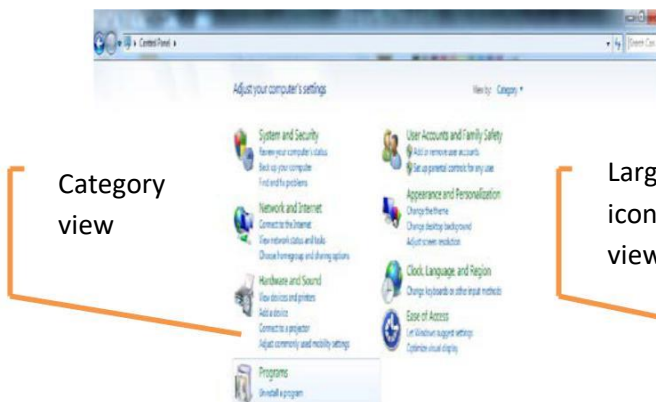 Control Panel
Adjust your computer's settings
View by: Category
Category
view
System and Security
Review your computer's status
Back up your computer
Find and fix problems
Network and Internet
Connect to the Internet
View network status and tasks
Choose homegroup and sharing options
Hardware and Sound
View devices and printers
Add a device
Connect to a projector
Adjust commonly used mobility settings
Programs
Uninstall a program
User Accounts and Family Safety
Add or remove user accounts
Set up parental controls for any user
Appearance and Personalization
Change the theme
Change desktop background
Adjust screen resolution
Clock, Language, and Region
Change keyboards or other input methods
Ease of Access
Let Windows suggest settings
Optimize visual display
Larg
icon
view